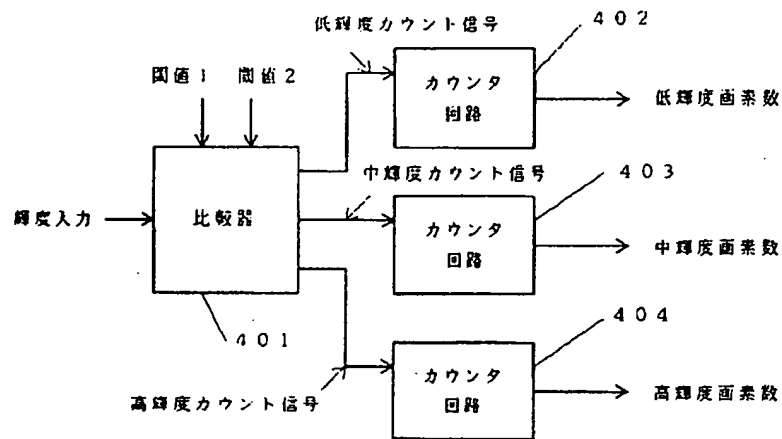 低輝度カウント信号
402
閾値1 閾値2
カウンタ
回路
低輝度画素数
中輝度カウント信号
403
輝度入力
比較器
カウンタ
回路
中輝度画素数
401
404
高輝度カウント信号
カウンタ
回路
高輝度画素数